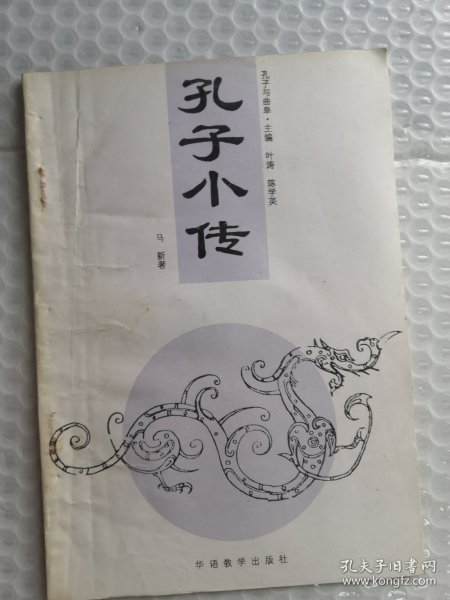 孔子与曲阜·主编 叶涛 陈学英
孔子小传
马新著
华语教学出版社
孔夫子旧书网
www.kongfz.com